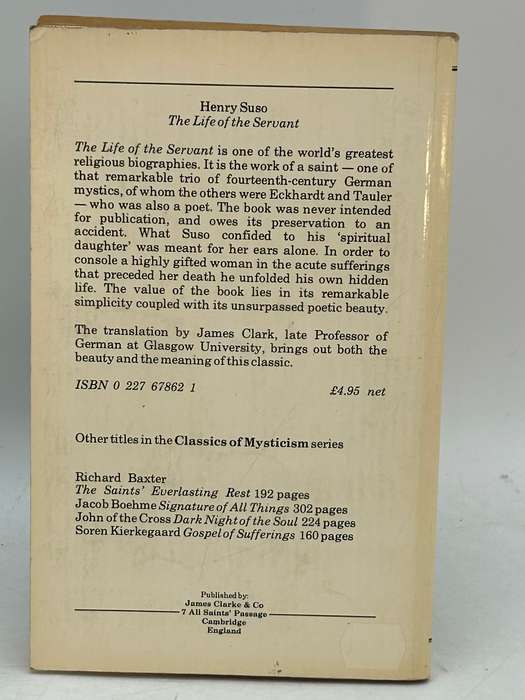 Henry Suso
The Life of the Servant
The Life of the Servant is one of the world's greatest
religious biographies. It is the work of a saint — one of
that remarkable trio of fourteenth-century German
mystics, of whom the others were Eckhardt and Tauler
— who was also a poet. The book was never intended
for publication, and owes its preservation to an
accident. What Suso confided to his 'spiritual
daughter' was meant for her ears alone. In order to
console a highly gifted woman in the acute sufferings
that preceded her death he unfolded his own hidden
life. The value of the book lies in its remarkable
simplicity coupled with its unsurpassed poetic beauty.
The translation by James Clark, late Professor of
German at Glasgow University, brings out both the
beauty and the meaning of this classic.
ISBN 0 227 67862 1 £4.95 net
Other titles in the Classics of Mysticism series
Richard Baxter
The Saints' Everlasting Rest 192 pages
Jacob Boehme Signature of All Things 302 pages
John of the Cross Dark Night of the Soul 224 pages
Soren Kierkegaard Gospel of Sufferings 160 pages
Published by:
James Clarke & Co
7 All Saints' Passage
Cambridge
England